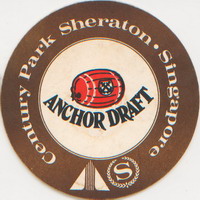 Century Park Sheraton • Singapore
ANCHOR DRAFT
S